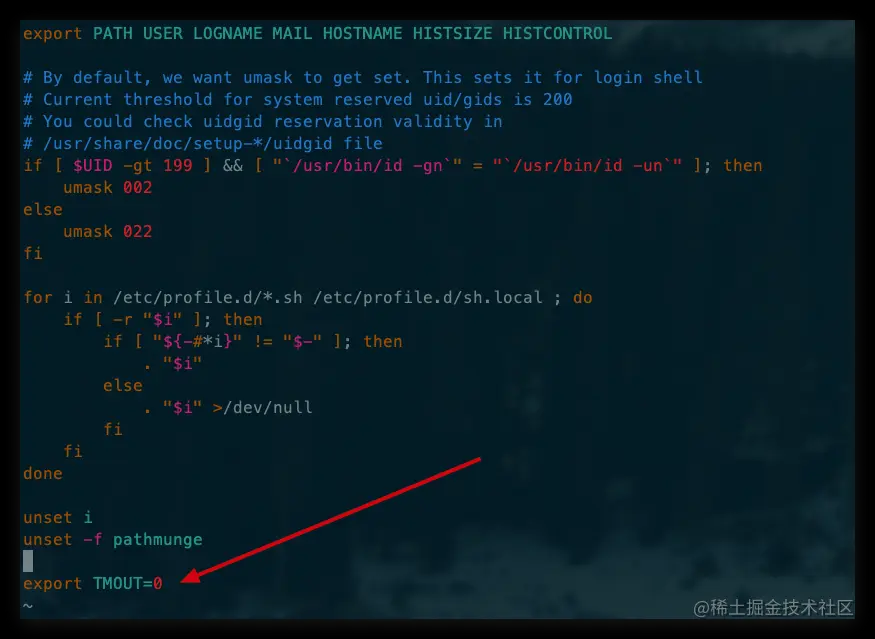 export PATH USER LOGNAME MAIL HOSTNAME HISTSIZE HISTCONTROL
# By default, we want umask to get set. This sets it for login shell
# Current threshold for system reserved uid/gids is 200
# You could check uidgid reservation validity in
# /usr/share/doc/setup-*/uidgid file
if [ $UID -gt 199 ] && [ "`/usr/bin/id -gn`" = "`/usr/bin/id -un`" ]; then
    umask 002
else
    umask 022
fi
for i in /etc/profile.d/*.sh /etc/profile.d/sh.local ; do
    if [ -r "$i" ]; then
        if [ "${-#*i}" != "$-" ]; then
            . "$i"
        else
            . "$i" >/dev/null
        fi
    fi
done
unset i
unset -f pathmunge
export TMOUT=0
~
@稀土掘金技术社区